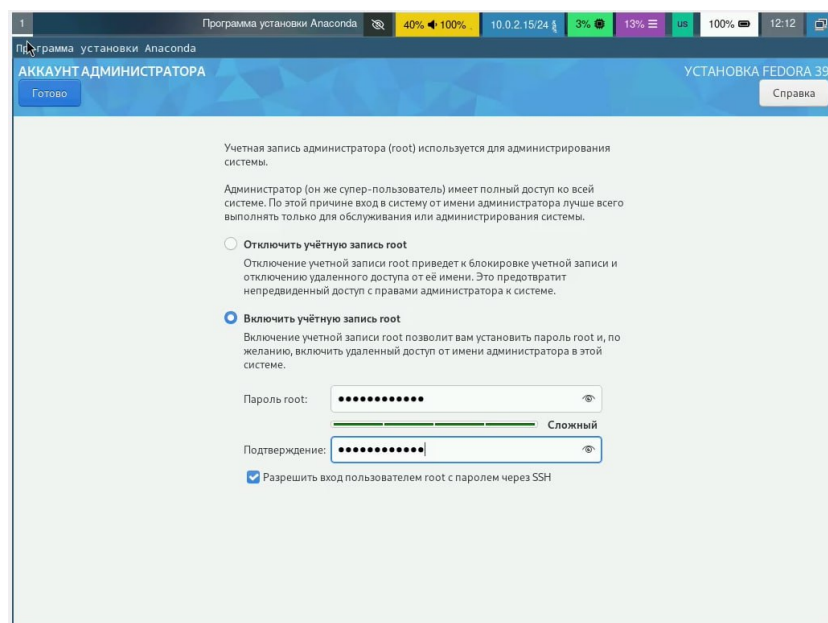 1 Программа установки Anaconda 40% 100% 10.0.2.15/24 3% 13% us 100% 12:12
Программа установки Anaconda
АККАУНТ АДМИНИСТРАТОРА УСТАНОВКА FEDORA 39
Готово Справка
Учетная запись администратора (root) используется для администрирования
системы.
Администратор (он же супер-пользователь) имеет полный доступ ко всей
системе. По этой причине вход в систему от имени администратора лучше всего
выполнять только для обслуживания или администрирования системы.
Отключить учётную запись root
Отключение учетной записи root приведет к блокировке учетной записи и
отключению удаленного доступа от её имени. Это предотвратит
непредвиденный доступ с правами администратора к системе.
Включить учётную запись root
Включение учетной записи root позволит вам установить пароль root и, по
желанию, включить удаленный доступ от имени администратора в этой
системе.
Пароль root: ●●●●●●●●●●●●
Сложный
Подтверждение: ●●●●●●●●●●●●
Разрешить вход пользователем root с паролем через SSH